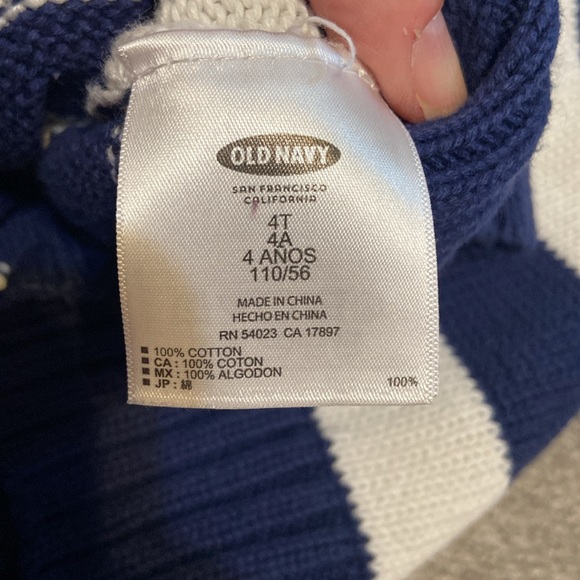 OLD NAVY
SAN FRANCISCO
CALIFORNIA
4T
4A
4 AÑOS
110/56
MADE IN CHINA
HECHO EN CHINA
RN 54023 CA 17897
■ 100% COTTON
■ CA : 100% COTON
■ MX : 100% ALGODON
■ JP : 綿 100%